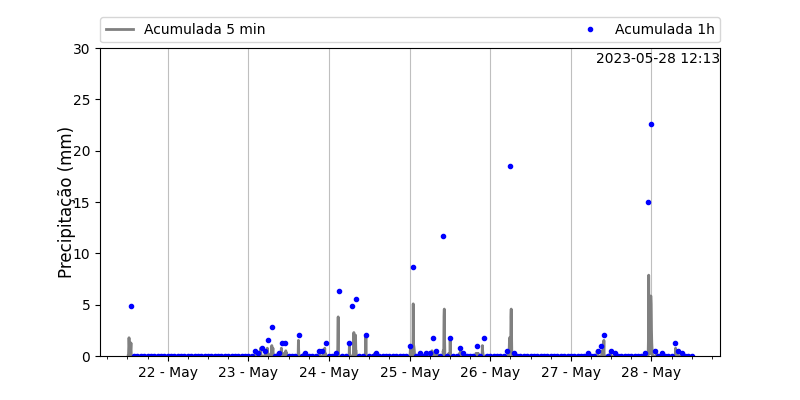 Acumulada 5 min
Acumulada 1h
2023-05-28 12:13
Precipitação (mm)
30
25
20
15
10
5
0
22 - May
23 - May
24 - May
25 - May
26 - May
27 - May
28 - May